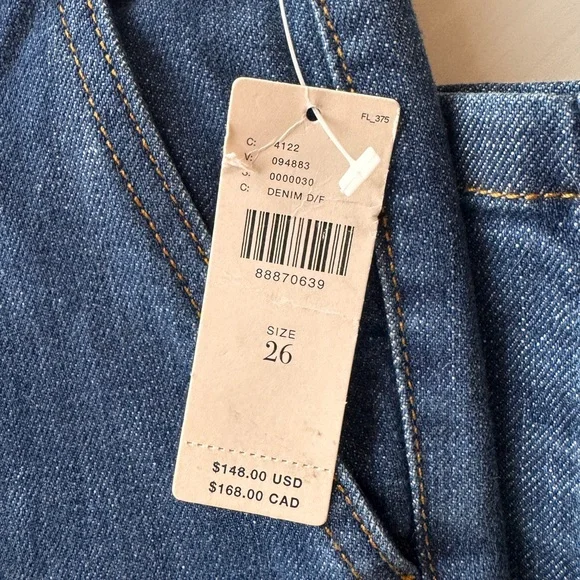 FL_375
C: 4122
V: 094883
S: 0000030
C: DENIM D/F
88870639
SIZE
26
$148.00 USD
$168.00 CAD